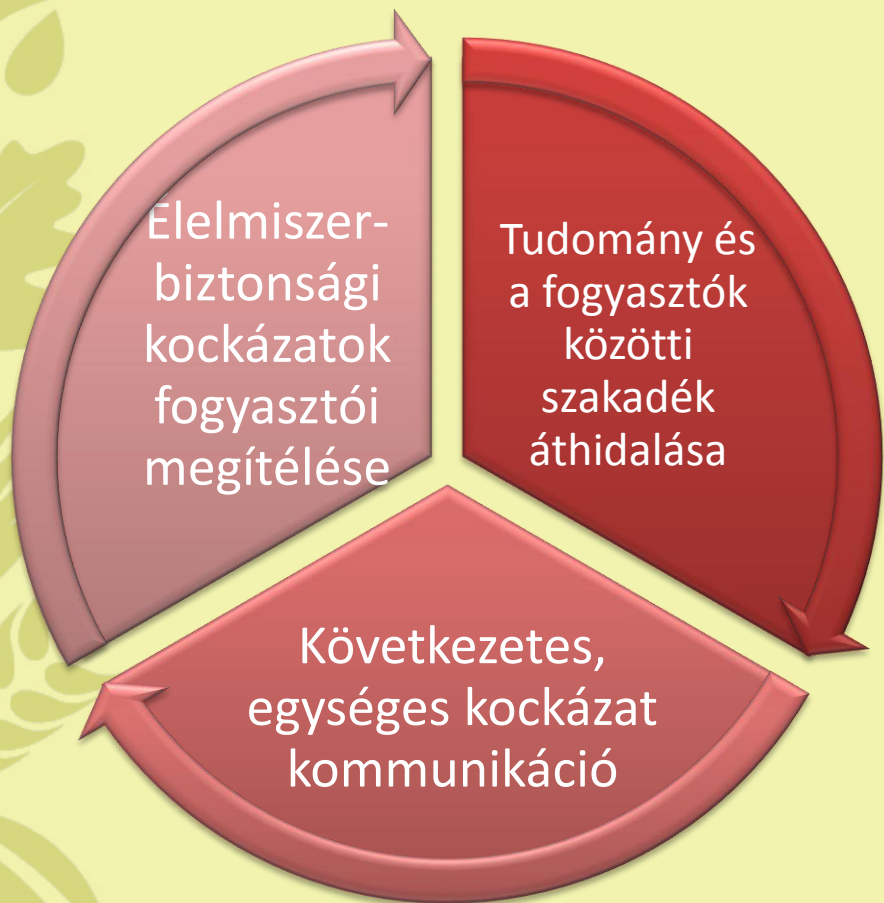 Élelmiszer-
biztonsági
kockázatok
fogyasztói
megítélése
Tudomány és
a fogyasztók
közötti
szakadék
áthidalása
Következetes,
egységes kockázat
kommunikáció